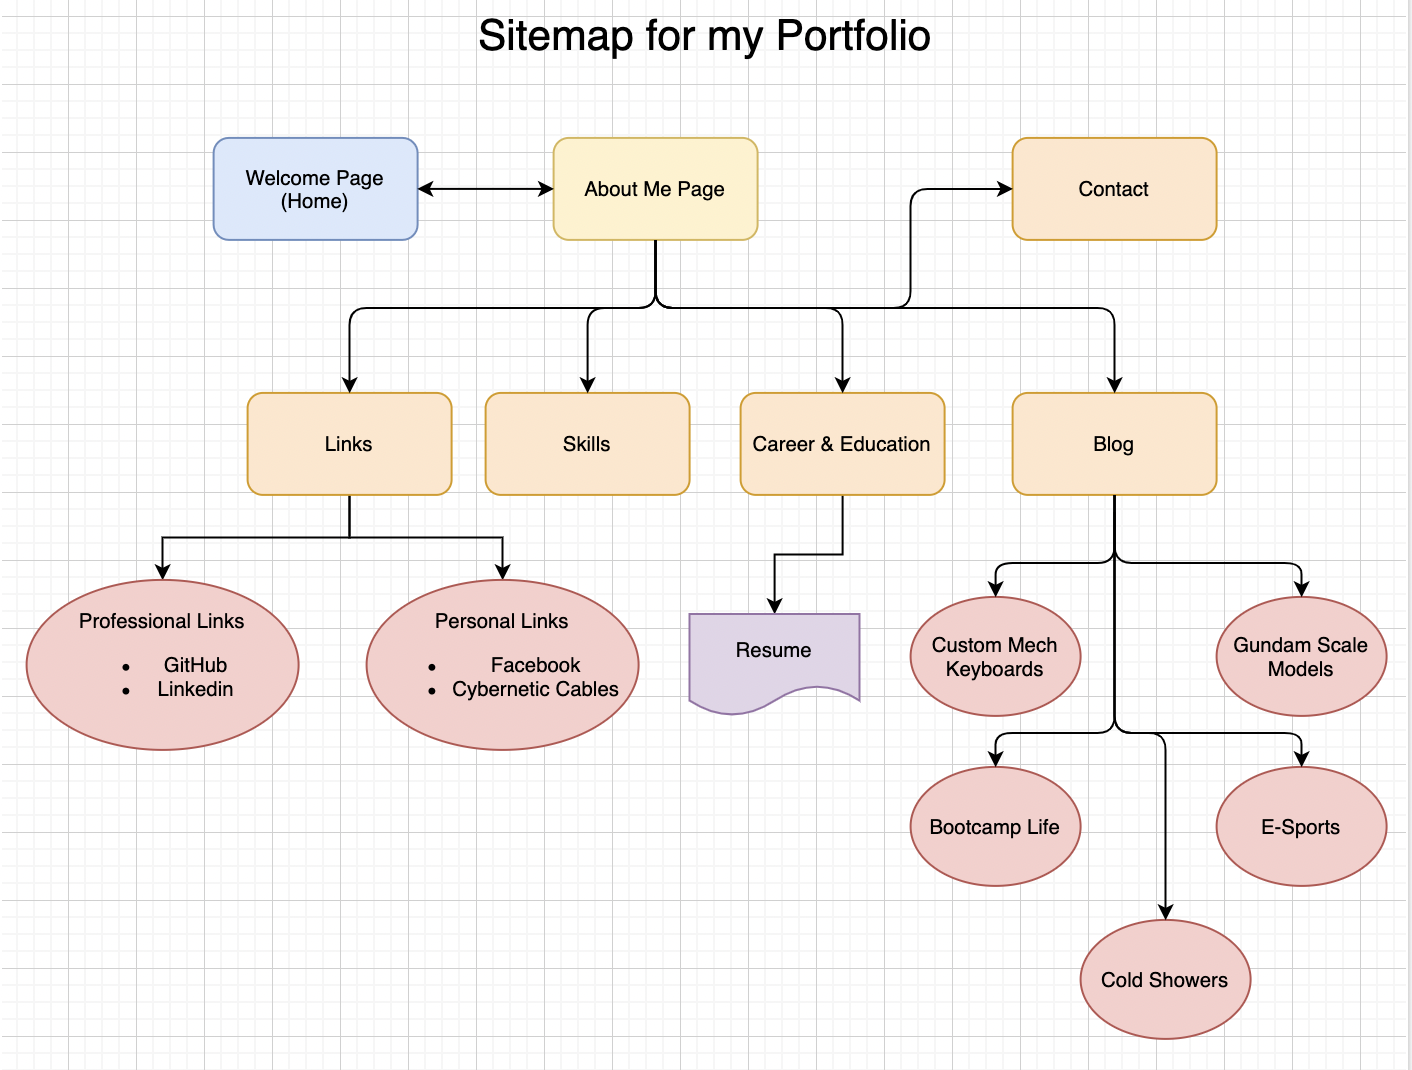 Sitemap for my Portfolio
Welcome Page
(Home)
About Me Page
Contact
Links
Skills
Career & Education
Blog
Professional Links
• GitHub
• Linkedin
Personal Links
• Facebook
• Cybernetic Cables
Resume
Custom Mech
Keyboards
Gundam Scale
Models
Bootcamp Life
E-Sports
Cold Showers